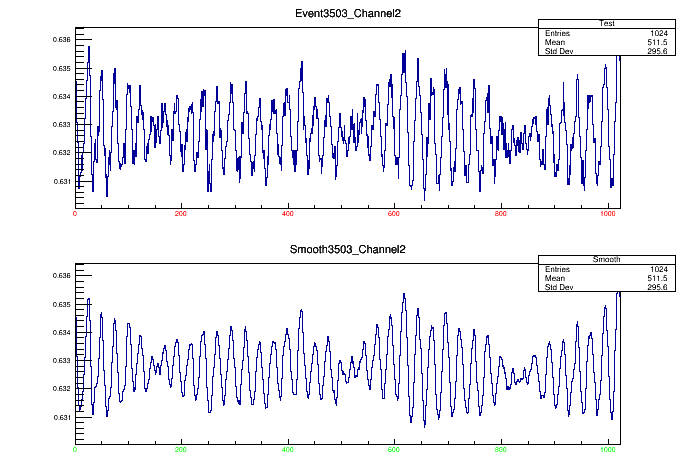 Event3503_Channel2
Test
Entries 1024
Mean 511.5
Std Dev 295.6
0.636
0.635
0.634
0.633
0.632
0.631
0 200 400 600 800 1000
Smooth3503_Channel2
Smooth
Entries 1024
Mean 511.5
Std Dev 295.6
0.636
0.635
0.634
0.633
0.632
0.631
0 200 400 600 800 1000